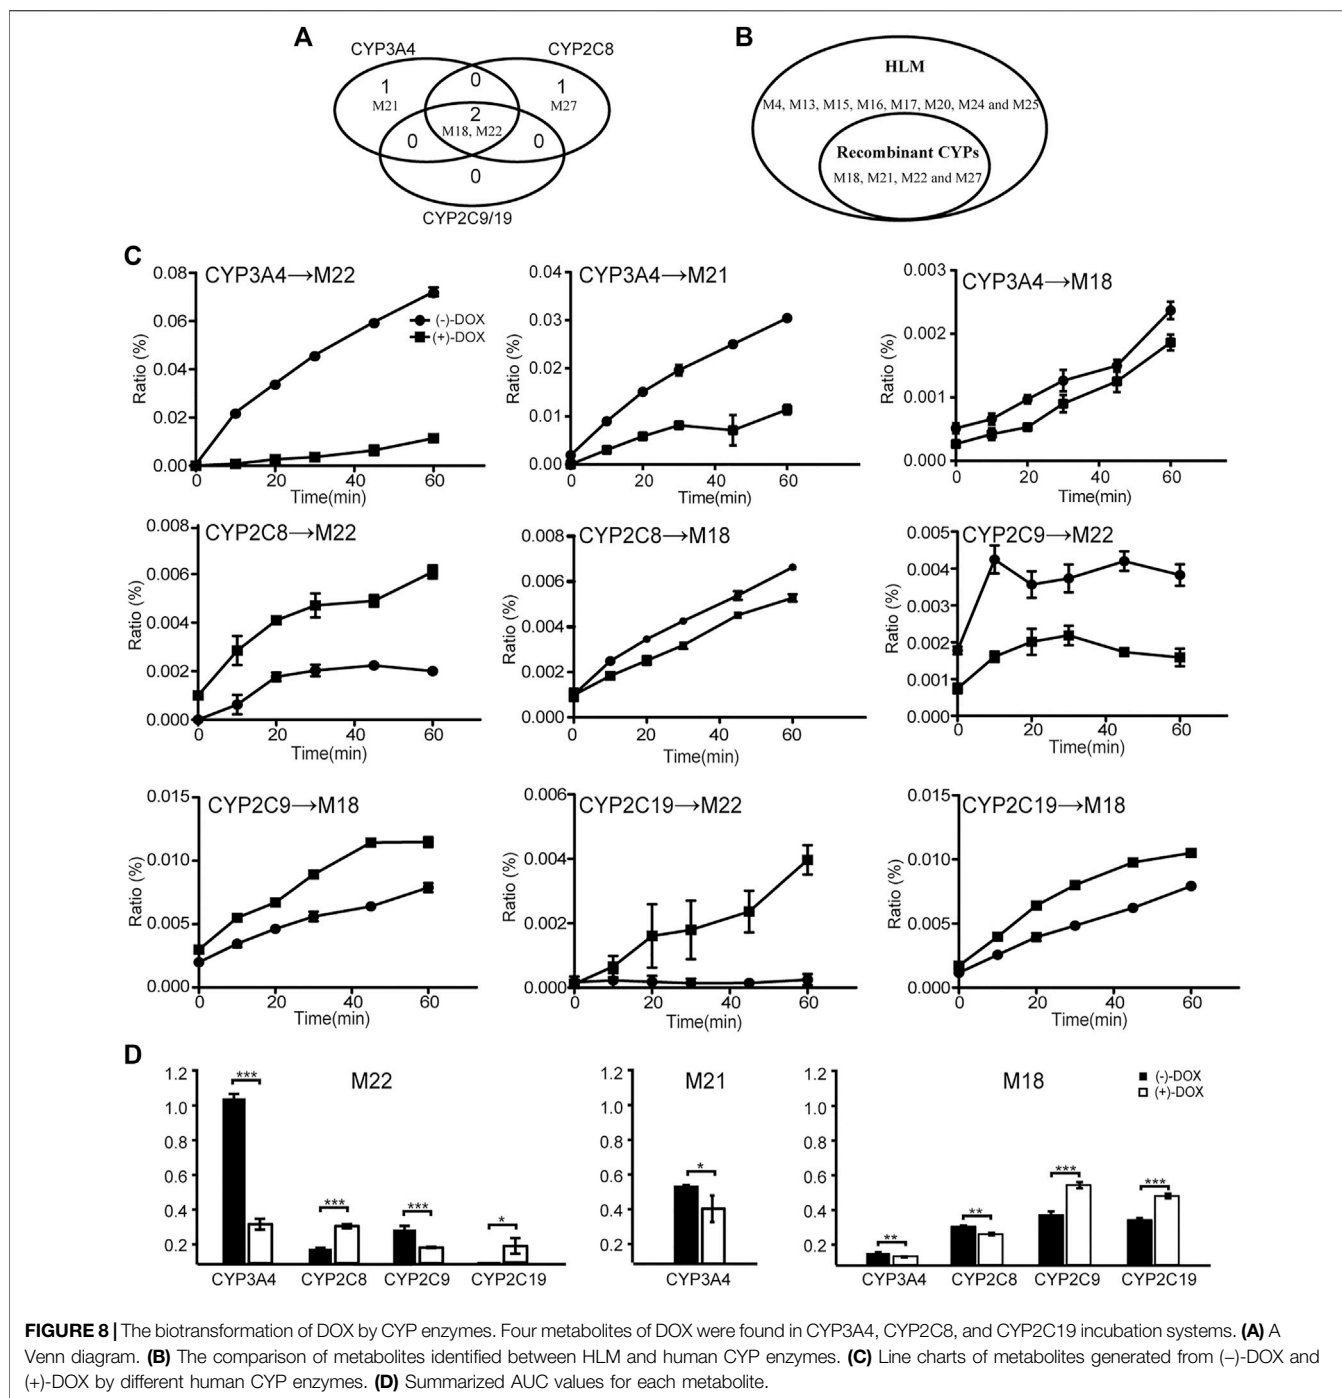 A
CYP3A4
CYP2C8
1
M21
0
1
M27
2
M18, M22
0
0
0
CYP2C9/19
B
HLM
M4, M13, M15, M16, M17, M20, M24 and M25
Recombinant CYPs
M18, M21, M22 and M27
C
CYP3A4→M22
0.08
0.06
0.04
0.02
0.00
Ratio (%)
(-)-DOX
(+)-DOX
0 20 40 60
Time(min)
CYP3A4→M21
0.04
0.03
0.02
0.01
0.00
Ratio (%)
0 20 40 60
Time(min)
CYP3A4→M18
0.003
0.002
0.001
0.000
Ratio (%)
0 20 40 60
Time(min)
CYP2C8→M22
0.008
0.006
0.004
0.002
0.000
Ratio (%)
0 20 40 60
Time(min)
CYP2C8→M18
0.008
0.006
0.004
0.002
0.000
Ratio (%)
0 20 40 60
Time(min)
CYP2C9→M22
0.005
0.004
0.003
0.002
0.001
0.000
Ratio (%)
0 20 40 60
Time(min)
CYP2C9→M18
0.015
0.010
0.005
0.000
Ratio (%)
0 20 40 60
Time(min)
CYP2C19→M22
0.006
0.004
0.002
0.000
Ratio (%)
0 20 40 60
Time(min)
CYP2C19→M18
0.015
0.010
0.005
0.000
Ratio (%)
0 20 40 60
Time(min)
D
M22
1.2
1.0
0.8
0.6
0.4
0.2
***
***
***
*
CYP3A4 CYP2C8 CYP2C9 CYP2C19
M21
1.2
1.0
0.8
0.6
0.4
0.2
*
CYP3A4
M18
(-)-DOX
(+)-DOX
1.2
1.0
0.8
0.6
0.4
0.2
**
**
***
***
CYP3A4 CYP2C8 CYP2C9 CYP2C19
FIGURE 8 | The biotransformation of DOX by CYP enzymes. Four metabolites of DOX were found in CYP3A4, CYP2C8, and CYP2C19 incubation systems. (A) A
Venn diagram. (B) The comparison of metabolites identified between HLM and human CYP enzymes. (C) Line charts of metabolites generated from (−)-DOX and
(+)-DOX by different human CYP enzymes. (D) Summarized AUC values for each metabolite.